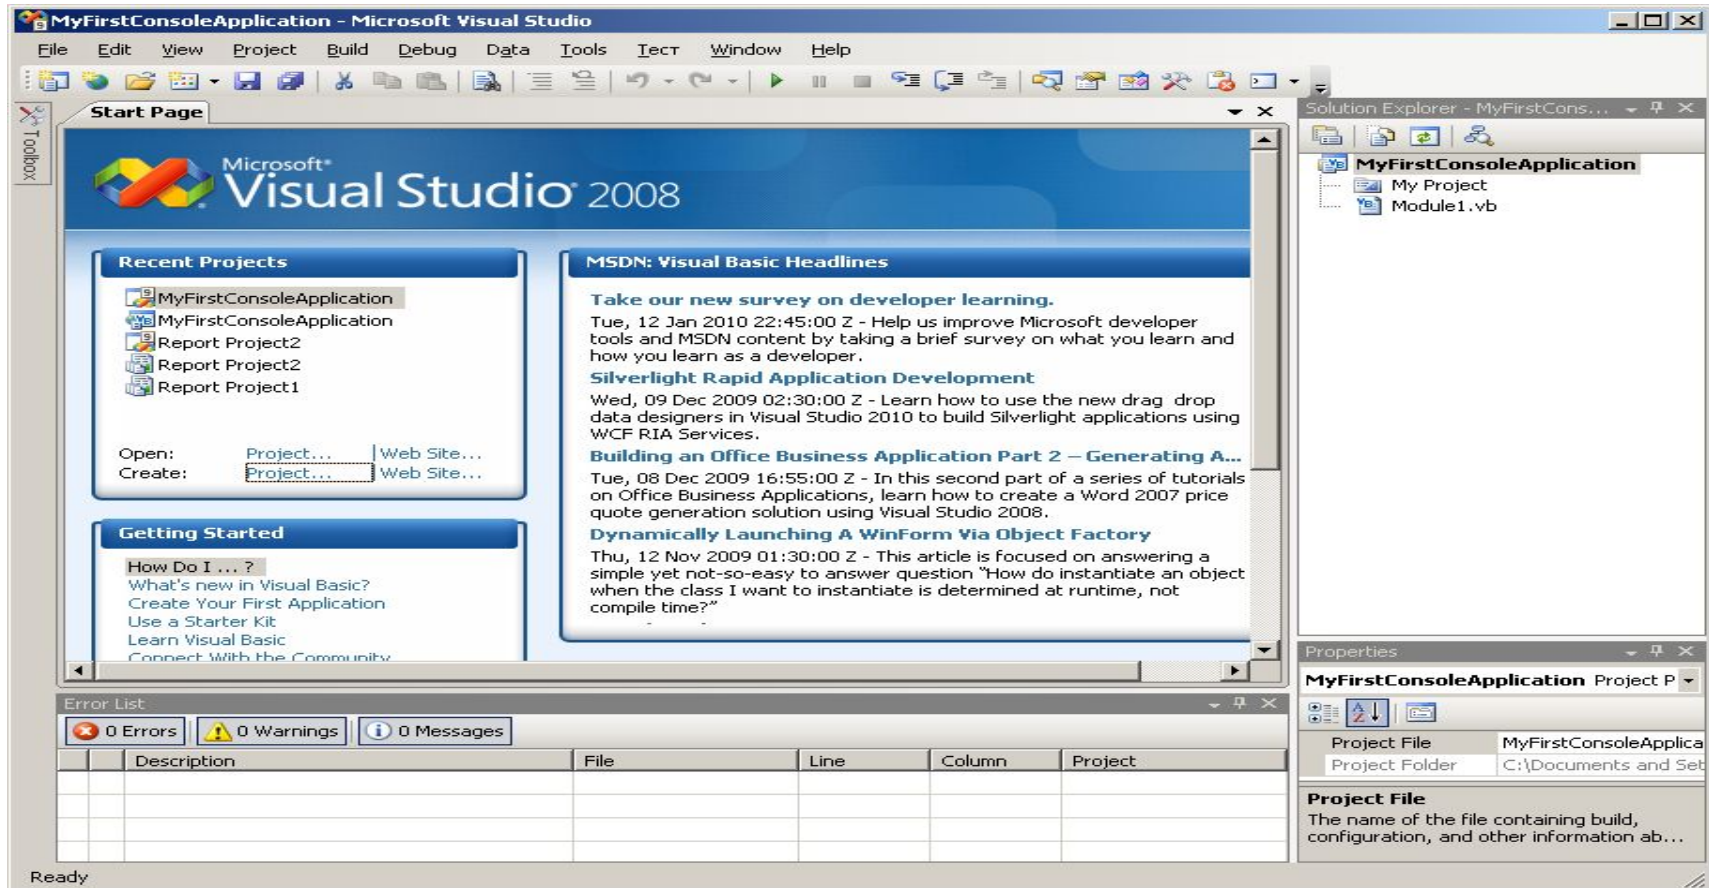 MyFirstConsoleApplication - Microsoft Visual Studio
File Edit View Project Build Debug Data Tools Тест Window Help
Toolbox
Start Page
Microsoft®
Visual Studio® 2008
Recent Projects
MyFirstConsoleApplication
MyFirstConsoleApplication
Report Project2
Report Project2
Report Project1
Open: Project... | Web Site...
Create: Project... | Web Site...
Getting Started
How Do I ... ?
What's new in Visual Basic?
Create Your First Application
Use a Starter Kit
Learn Visual Basic
Connect With the Community
MSDN: Visual Basic Headlines
Take our new survey on developer learning.
Tue, 12 Jan 2010 22:45:00 Z - Help us improve Microsoft developer
tools and MSDN content by taking a brief survey on what you learn and
how you learn as a developer.
Silverlight Rapid Application Development
Wed, 09 Dec 2009 02:30:00 Z - Learn how to use the new drag drop
data designers in Visual Studio 2010 to build Silverlight applications using
WCF RIA Services.
Building an Office Business Application Part 2 – Generating A...
Tue, 08 Dec 2009 16:55:00 Z - In this second part of a series of tutorials
on Office Business Applications, learn how to create a Word 2007 price
quote generation solution using Visual Studio 2008.
Dynamically Launching A WinForm Via Object Factory
Thu, 12 Nov 2009 01:30:00 Z - This article is focused on answering a
simple yet not-so-easy to answer question "How do instantiate an object
when the class I want to instantiate is determined at runtime, not
compile time?"
Solution Explorer - MyFirstCons...
MyFirstConsoleApplication
My Project
Module1.vb
Error List
0 Errors 0 Warnings 0 Messages
Description File Line Column Project
Properties
MyFirstConsoleApplication Project P
Project File MyFirstConsoleApplica
Project Folder C:\Documents and Set
Project File
The name of the file containing build,
configuration, and other information ab...
Ready